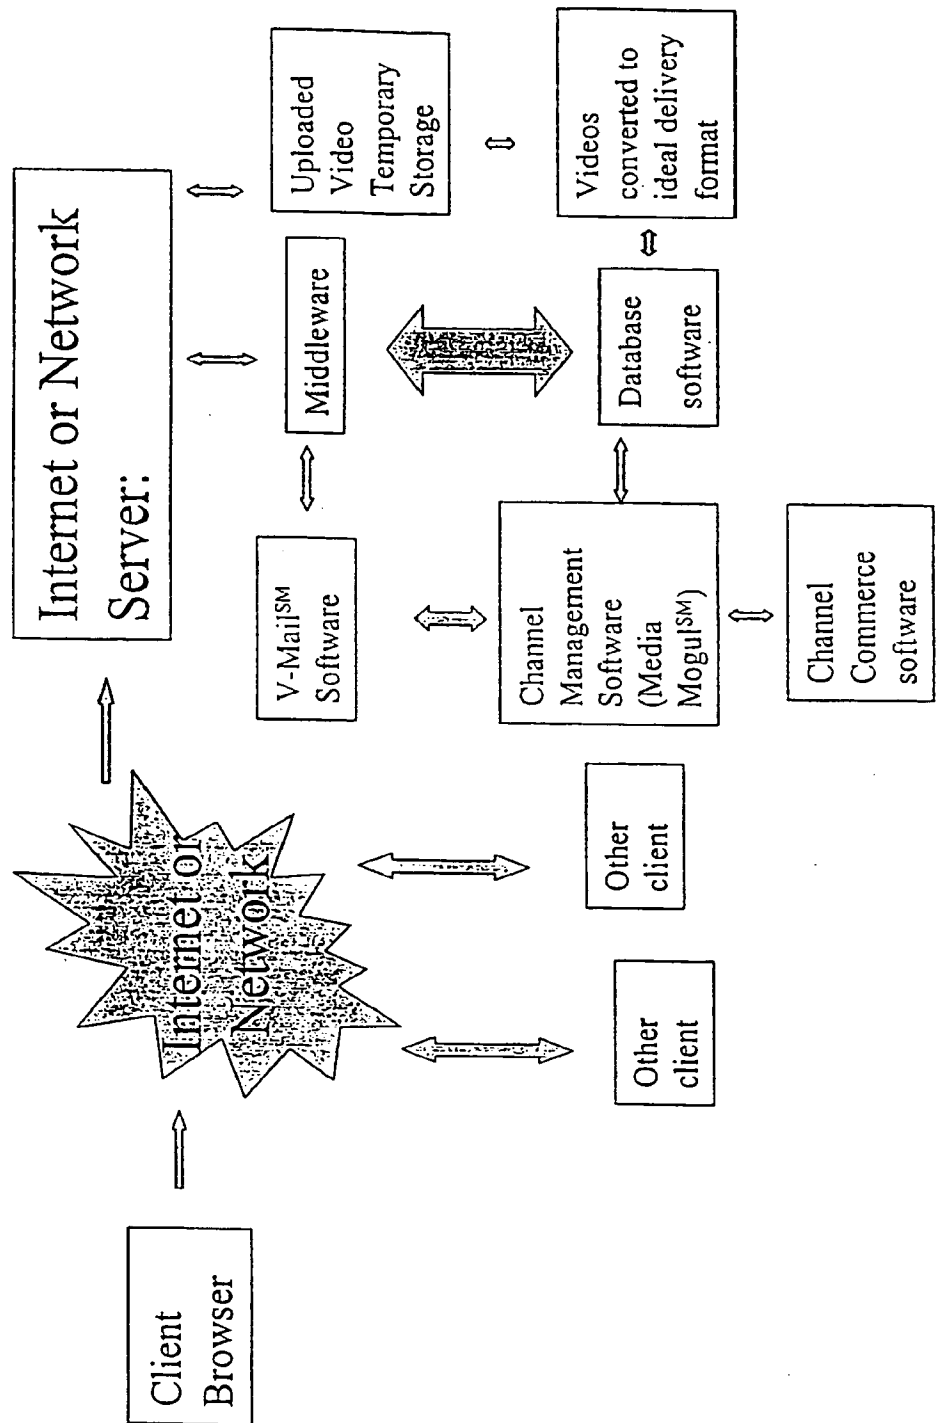 Client
Browser
Internet or
Network
Internet or Network
Server:
Other
client
Other
client
V-Mail℠
Software
Middleware
Uploaded
Video
Temporary
Storage
Channel
Management
Software
(Media
Mogul℠)
Database
software
Videos
converted to
ideal delivery
format
Channel
Commerce
software